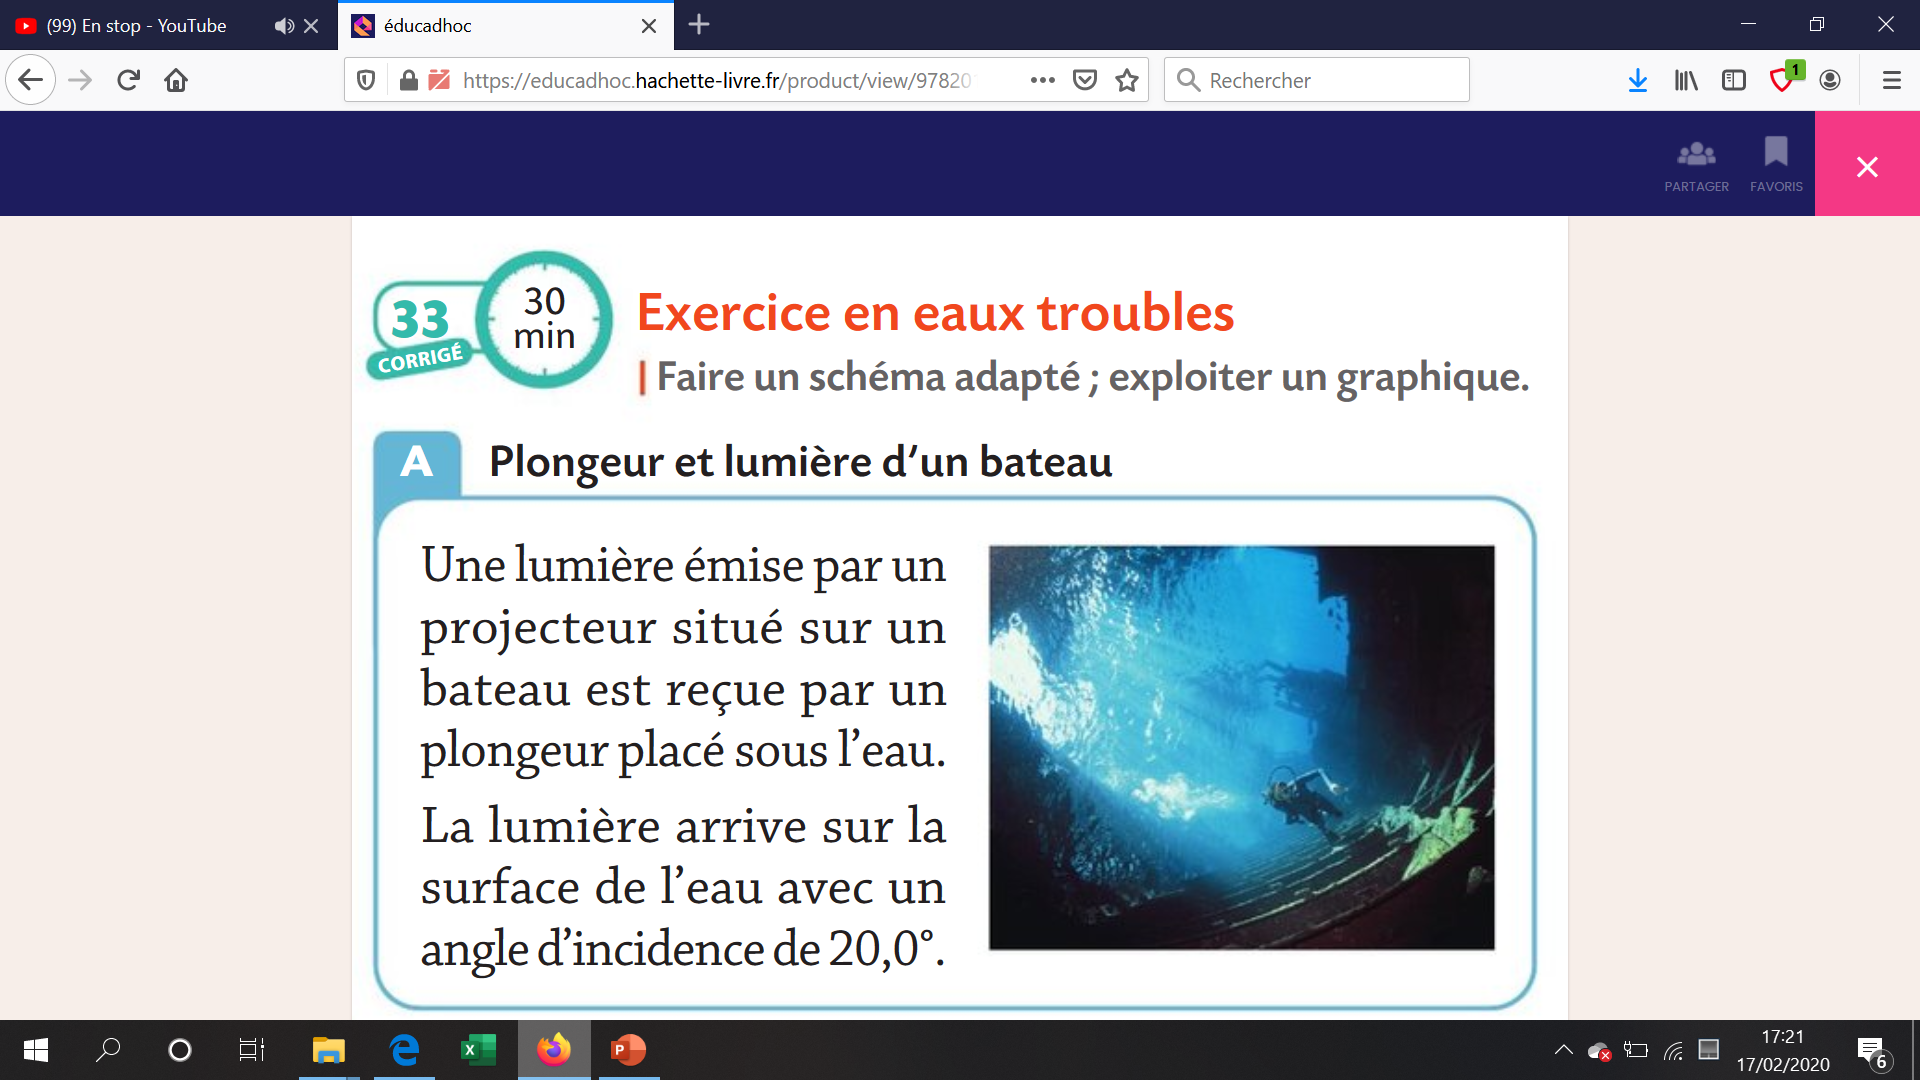 (99) En stop - YouTube
éducadhoc
https://educadhoc.hachette-livre.fr/product/view/97820
Rechercher
1
PARTAGER
FAVORIS
33
CORRIGÉ
30
min
Exercice en eaux troubles
Faire un schéma adapté ; exploiter un graphique.
A
Plongeur et lumière d’un bateau
Une lumière émise par un
projecteur situé sur un
bateau est reçue par un
plongeur placé sous l’eau.
La lumière arrive sur la
surface de l’eau avec un
angle d’incidence de 20,0°.
17:21
17/02/2020
6